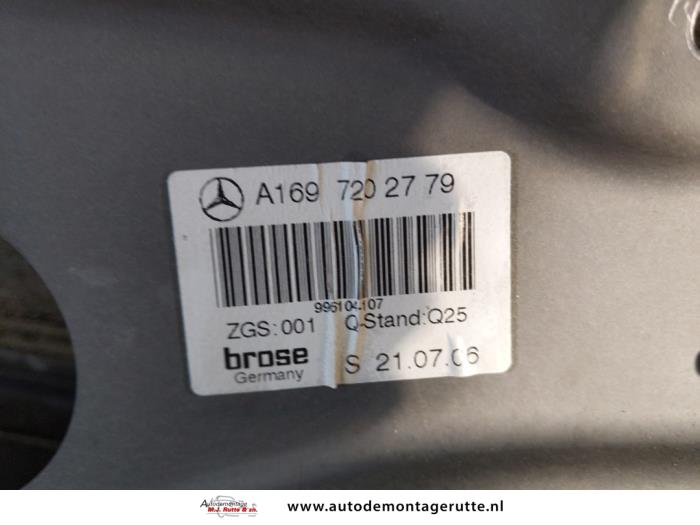 A169 720 27 79
996104107
ZGS:001 Q-Stand:Q25
brose
Germany
S 21.07.06
Autodemontage
M.J. Rutte & zn.
www.autodemontagerutte.nl